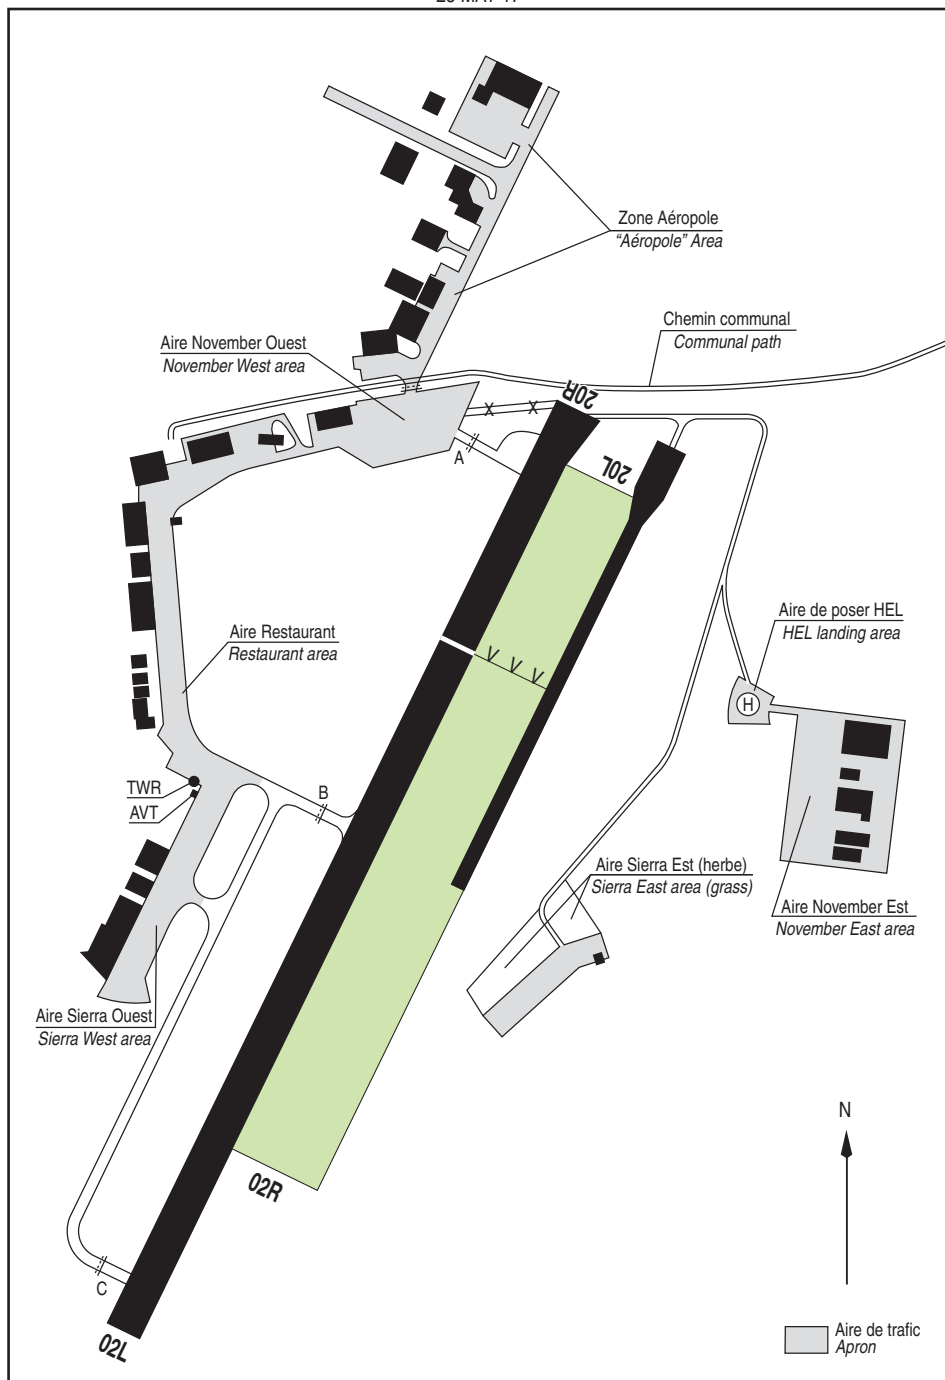 Zone Aéropole
"Aéropole" Area
Chemin communal
Communal path
Aire November Ouest
November West area
X X
20R
A
20L
Aire de poser HEL
HEL landing area
Aire Restaurant
Restaurant area
V V V
H
TWR
B
AVT
Aire Sierra Est (herbe)
Sierra East area (grass)
Aire November Est
November East area
Aire Sierra Ouest
Sierra West area
N
02R
C
02L
Aire de trafic
Apron